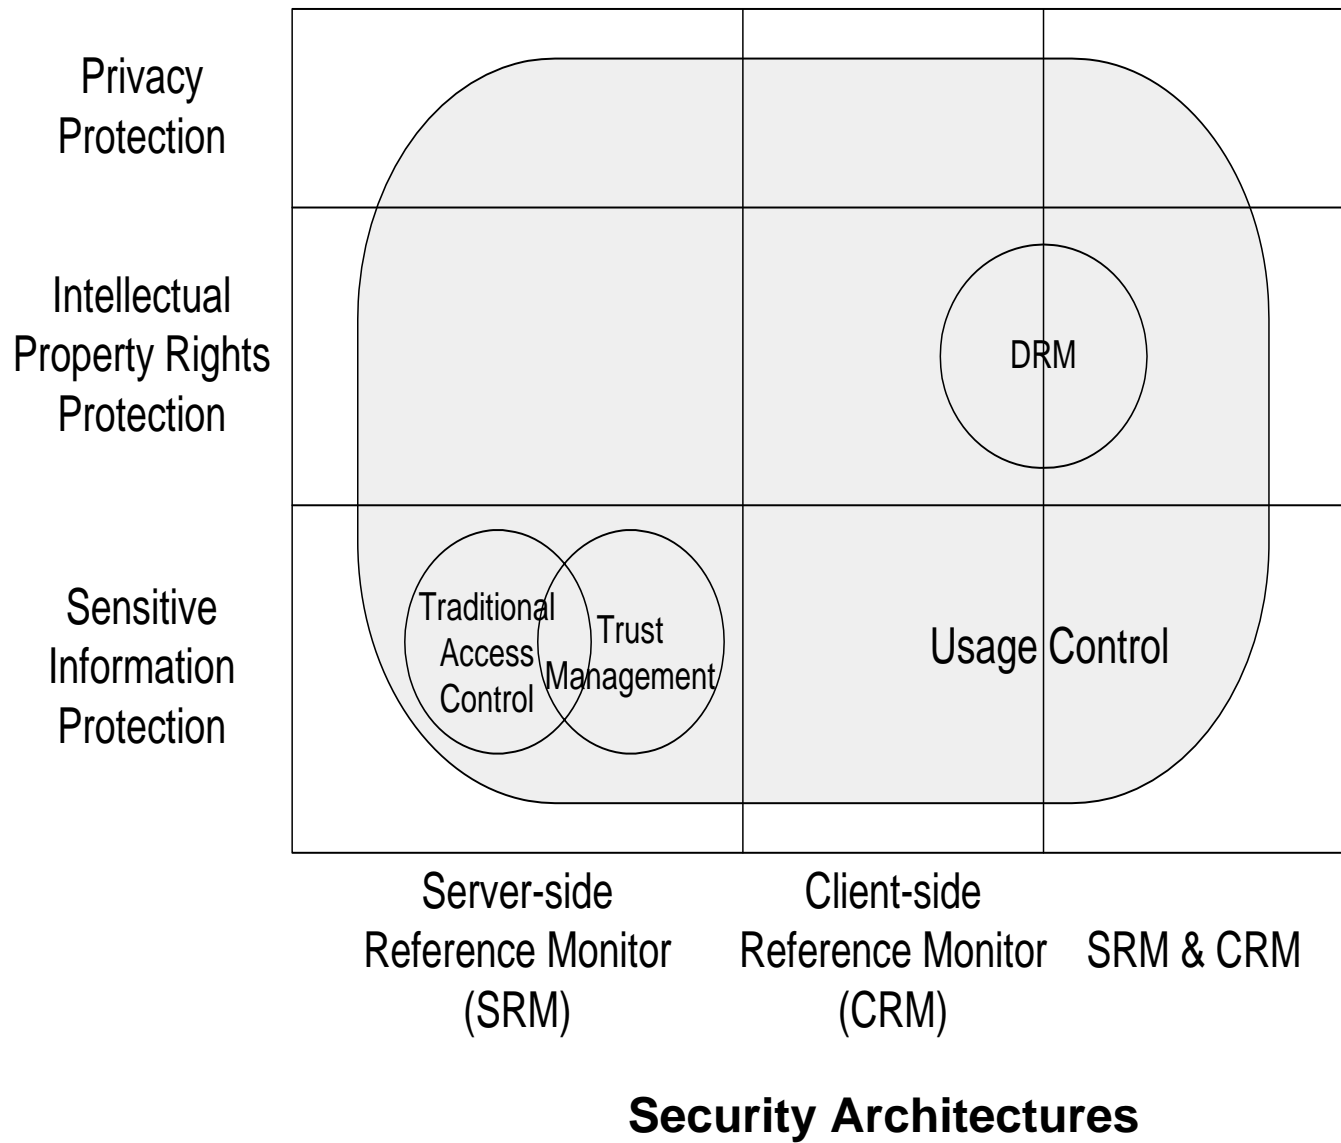 Privacy
Protection
Intellectual
Property Rights
Protection
DRM
Sensitive
Information
Protection
Traditional
Access
Control
Trust
Management
Usage Control
Server-side
Reference Monitor
(SRM)
Client-side
Reference Monitor
(CRM)
SRM & CRM
Security Architectures